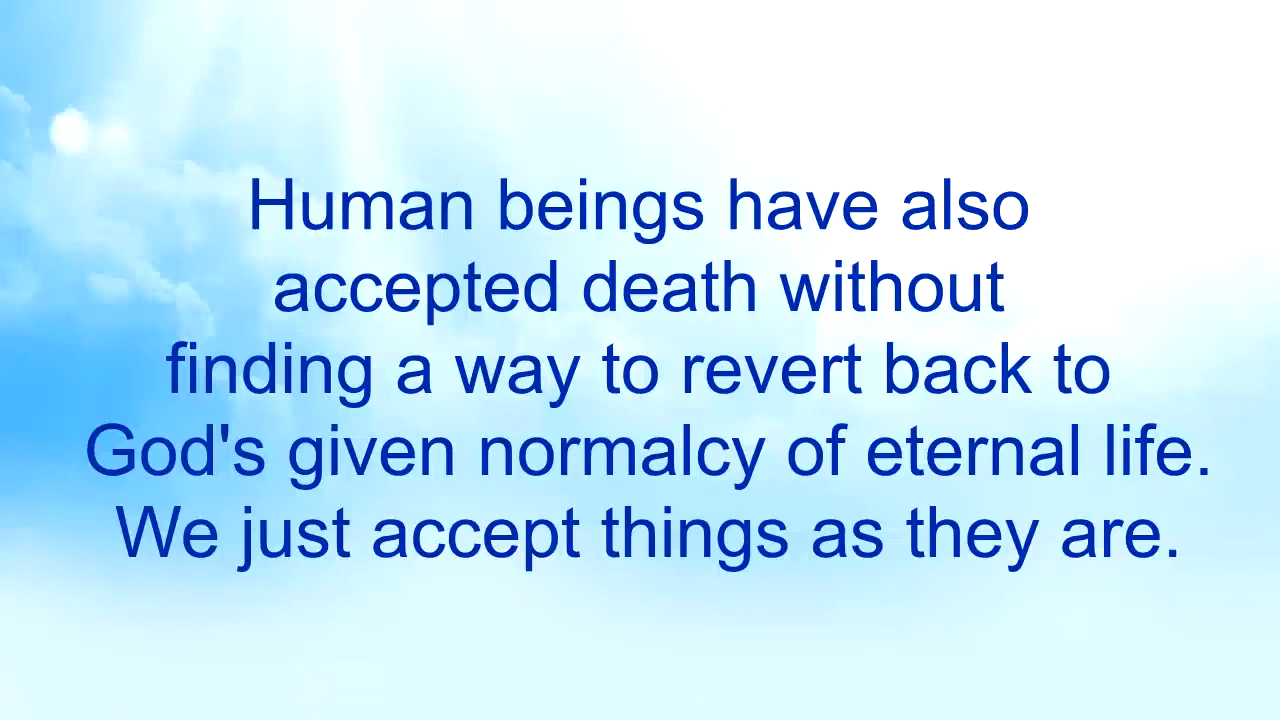 Human beings have also
accepted death without
finding a way to revert back to
God's given normalcy of eternal life.
We just accept things as they are.